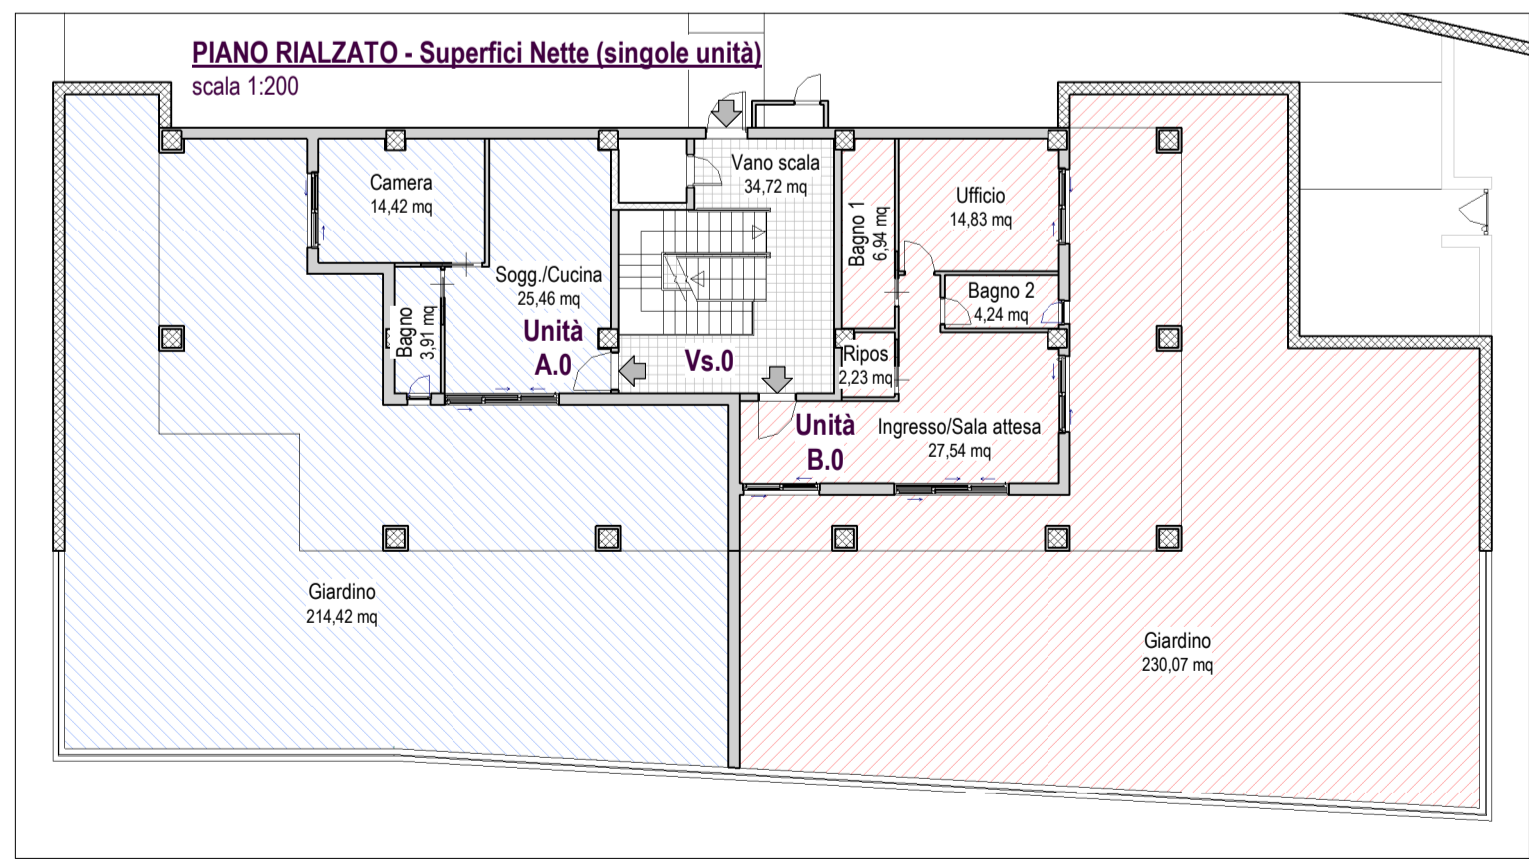 PIANO RIALZATO - Superfici Nette (singole unità)
scala 1:200
Camera
14,42 mq
Sogg./Cucina
25,46 mq
Bagno
3,91 mq
Unità
A.0
Vano scala
34,72 mq
Vs.0
Bagno 1
6,94 mq
Ufficio
14,83 mq
Bagno 2
4,24 mq
Ripos
2,23 mq
Unità
B.0
Ingresso/Sala attesa
27,54 mq
Giardino
214,42 mq
Giardino
230,07 mq